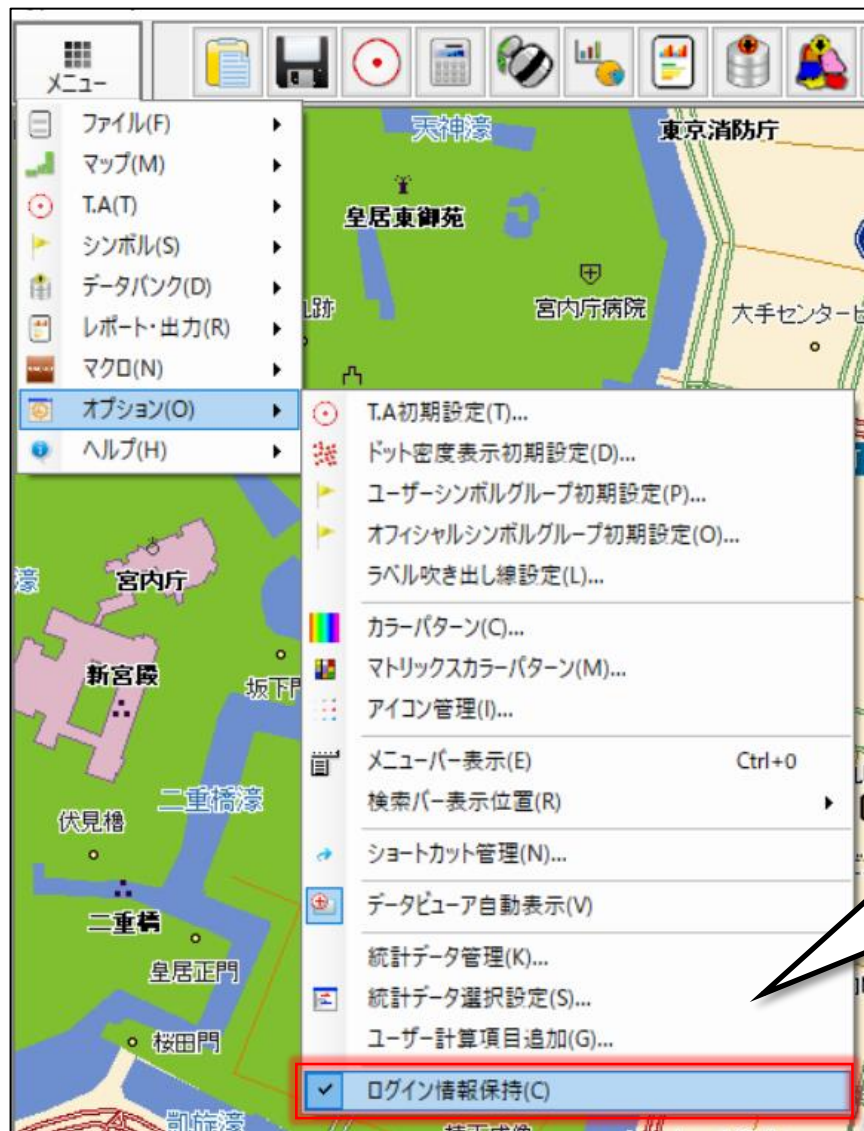 メニュー
ファイル(F)
マップ(M)
T.A(T)
シンボル(S)
データバンク(D)
レポート・出力(R)
マクロ(N)
オプション(O)
ヘルプ(H)
天神濠
東京消防庁
皇居東御苑
宮内庁病院
大手センタービ
T.A初期設定(T)...
ドット密度表示初期設定(D)...
ユーザーシンボルグループ初期設定(P)...
オフィシャルシンボルグループ初期設定(O)...
ラベル吹き出し線設定(L)...
カラーパターン(C)...
マトリックスカラーパターン(M)...
アイコン管理(I)...
メニューバー表示(E) Ctrl+0
検索バー表示位置(R)
ショートカット管理(N)...
データビューア自動表示(V)
統計データ管理(K)...
統計データ選択設定(S)...
ユーザー計算項目追加(G)...
ログイン情報保持(C)
濠
宮内庁
新宮殿
坂下門
二重橋濠
伏見櫓
二重橋
皇居正門
桜田門
凱旋濠